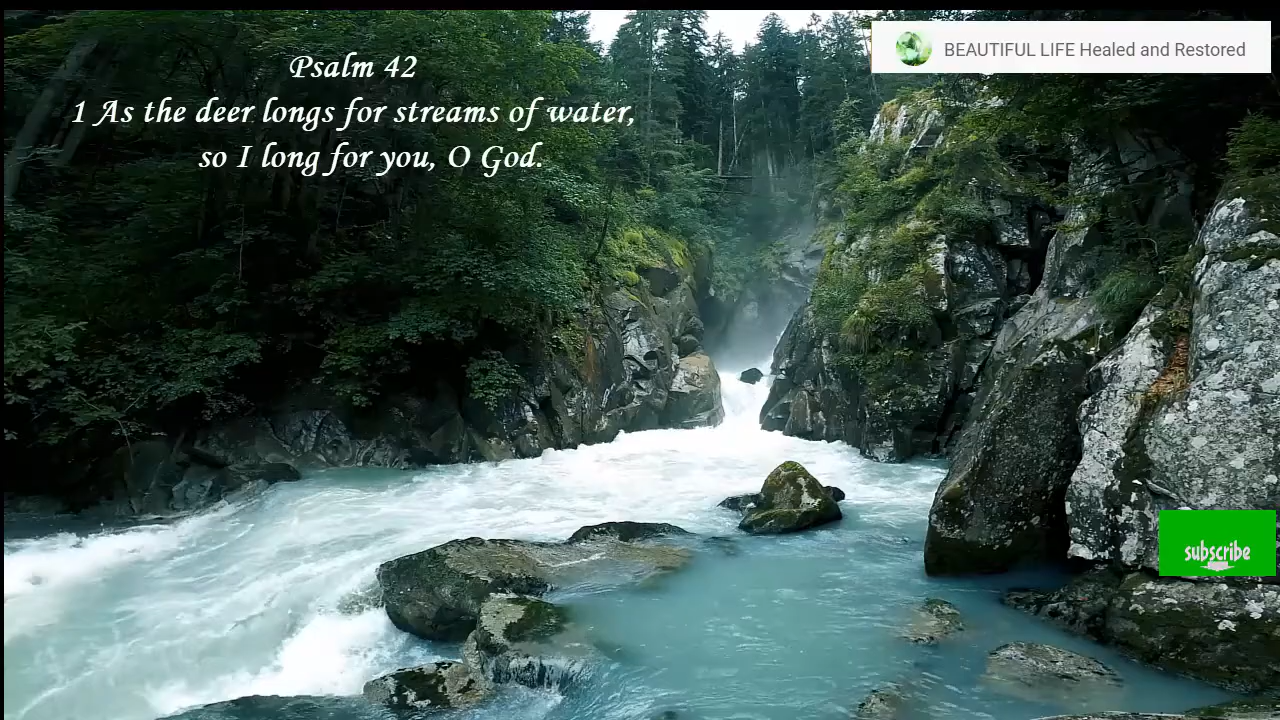 Psalm 42
1 As the deer longs for streams of water,
so I long for you, O God.
BEAUTIFUL LIFE Healed and Restored
subscribe